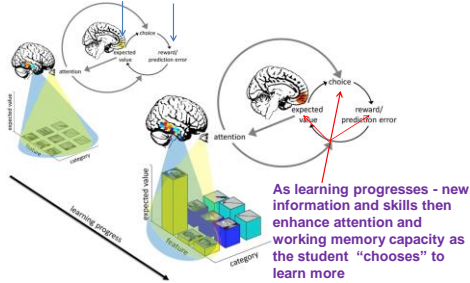 choice
expected
value
reward/
prediction error
attention
expected value
feature
category
choice
expected
value
reward/
prediction error
attention
expected value
feature
category
learning progress
As learning progresses - new
information and skills then
enhance attention and
working memory capacity as
the student “chooses” to
learn more